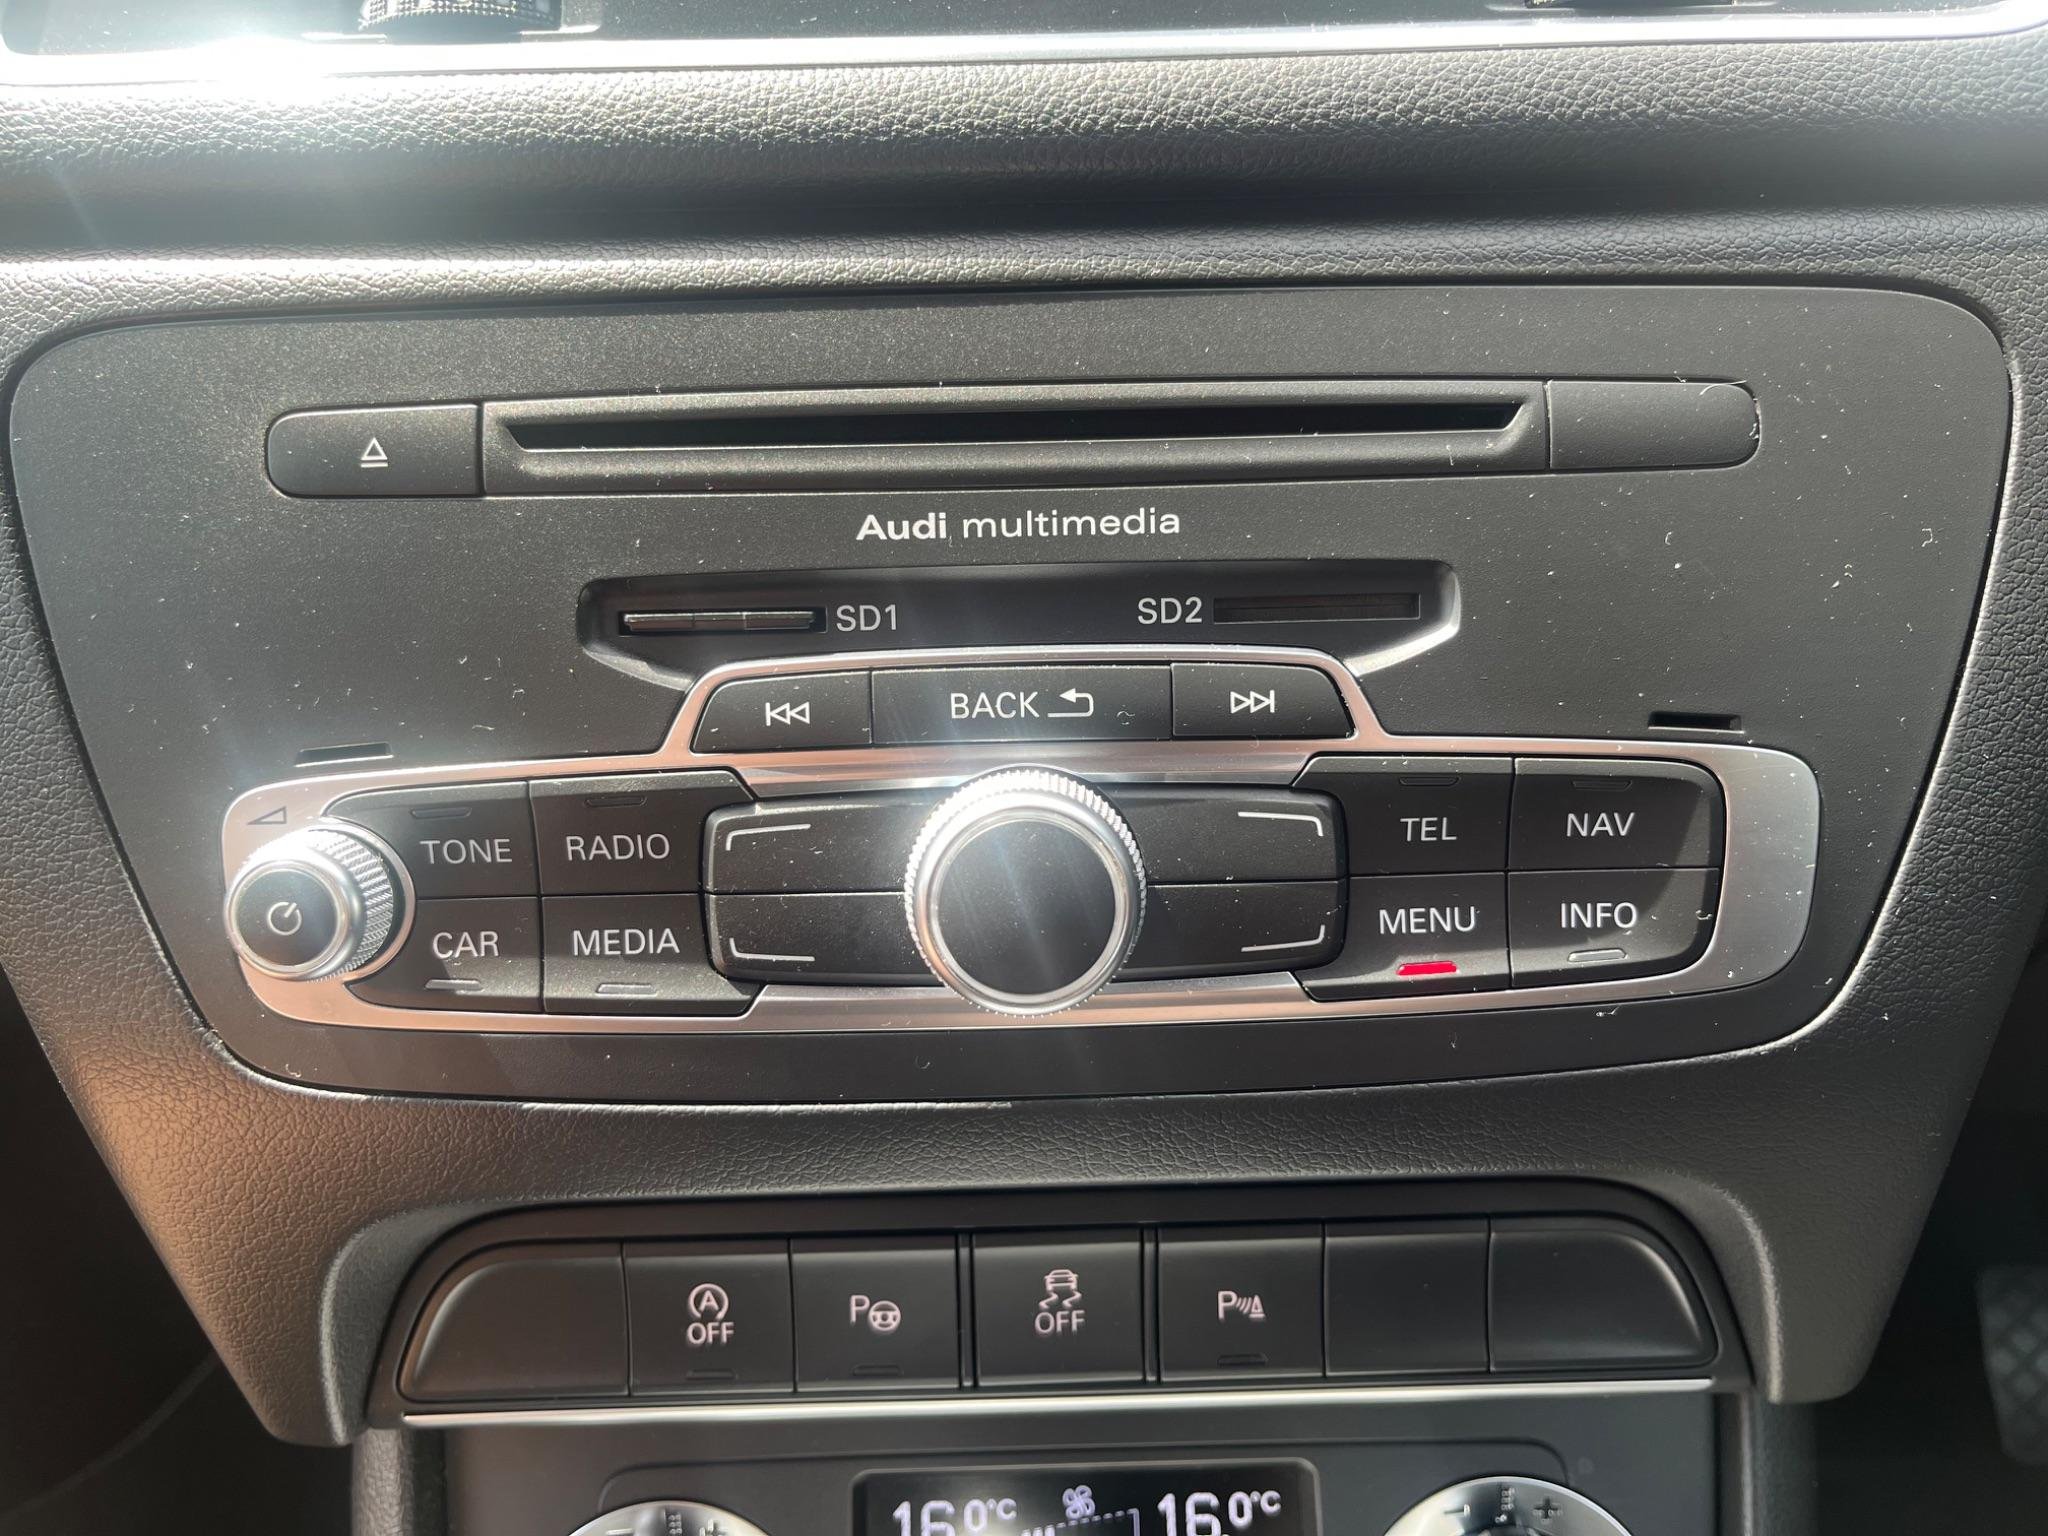 Audi multimedia
SD1 SD2
BACK
TONE RADIO TEL NAV
CAR MEDIA MENU INFO
A OFF P OFF P
16.0°C 16.0°C